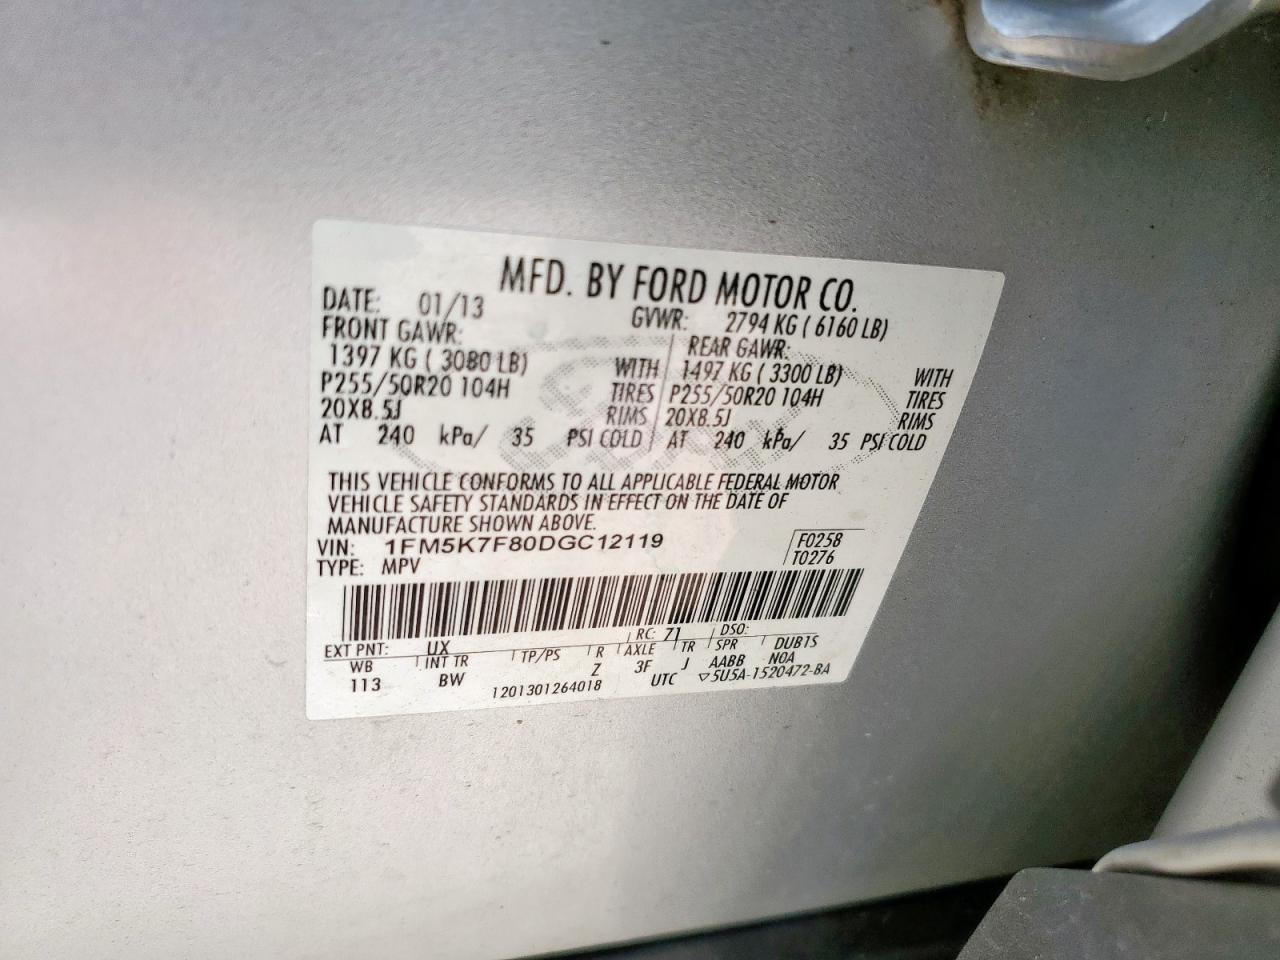 MFD. BY FORD MOTOR CO.
DATE: 01/13 GVWR: 2794 KG ( 6160 LB)
FRONT GAWR: REAR GAWR:
1397 KG ( 3080 LB) WITH 1497 KG ( 3300 LB) WITH
P255/50R20 104H TIRES P255/50R20 104H TIRES
20X8.5J RIMS 20X8.5J RIMS
AT 240 kPa/ 35 PSI COLD AT 240 kPa/ 35 PSI COLD
THIS VEHICLE CONFORMS TO ALL APPLICABLE FEDERAL MOTOR
VEHICLE SAFETY STANDARDS IN EFFECT ON THE DATE OF
MANUFACTURE SHOWN ABOVE.
VIN: 1FM5K7F80DGC12119 F0258
TYPE: MPV T0276
EXT PNT: UX RC: 71 DSO:
WB INT TR TP/PS R AXLE TR SPR DUB1S
113 BW Z 3F J AABB NOA
1201301264018 UTC ▽5U5A-1520472-BA